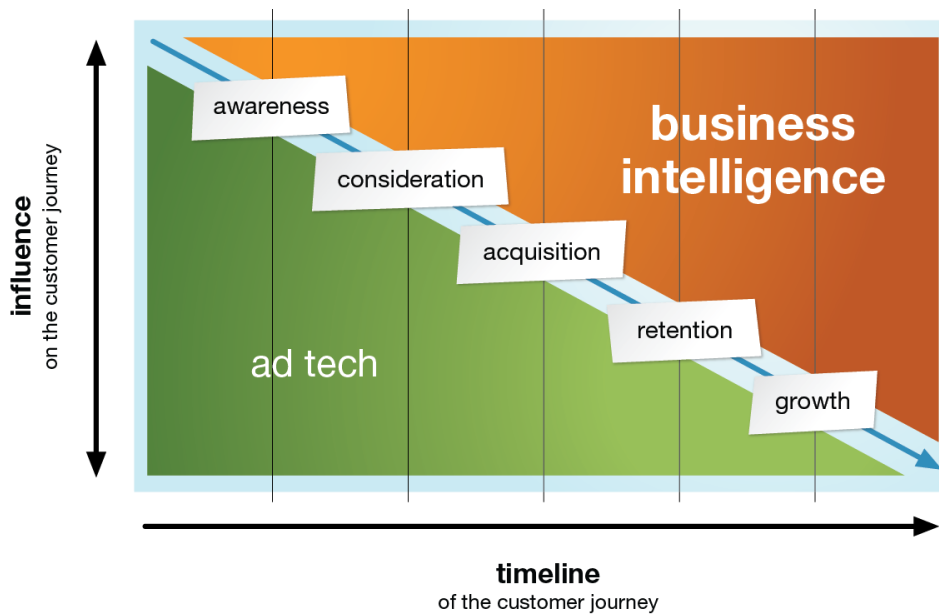 awareness
consideration
acquisition
retention
growth
business
intelligence
ad tech
influence
on the customer journey
timeline
of the customer journey